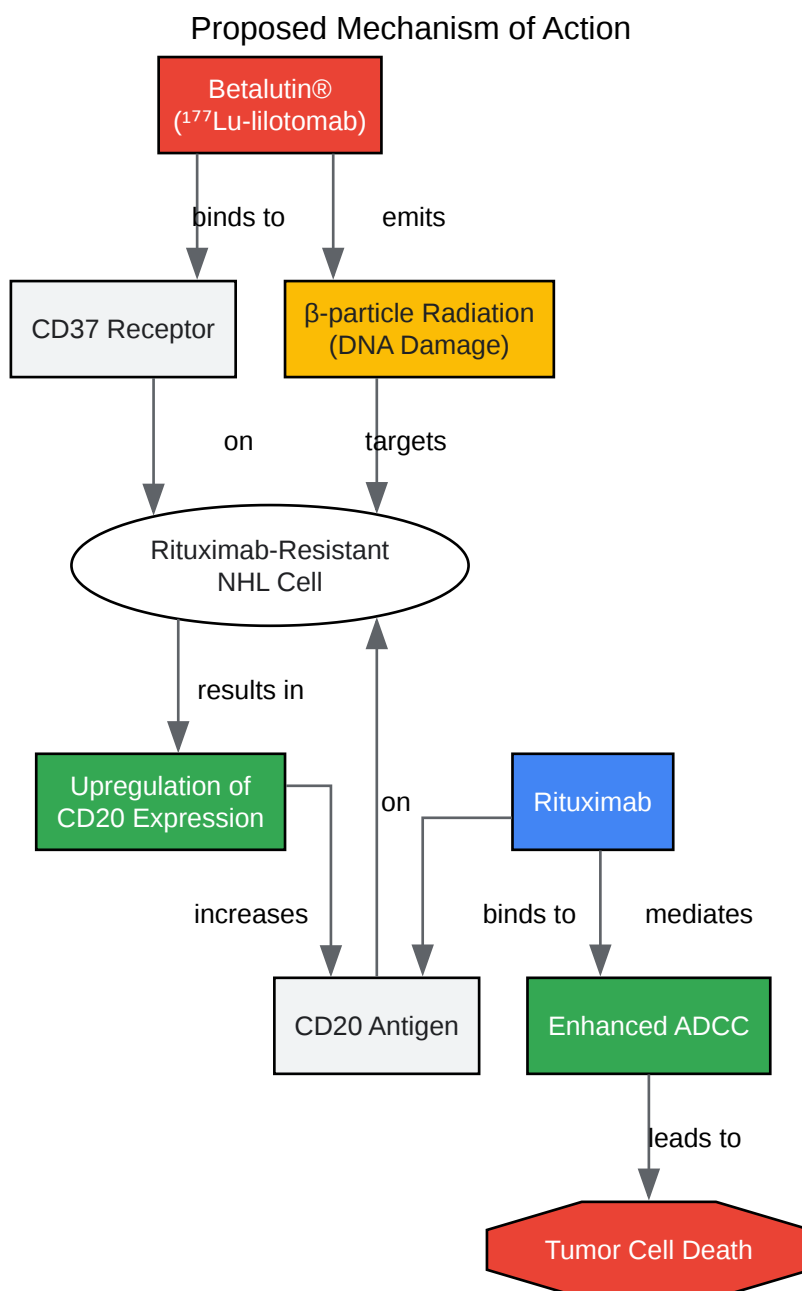 Proposed Mechanism of Action
Betalutin®
(¹⁷⁷Lu-lilotomab)
binds to
emits
CD37 Receptor
β-particle Radiation
(DNA Damage)
on
targets
Rituximab-Resistant
NHL Cell
results in
Upregulation of
CD20 Expression
on
Rituximab
increases
binds to
mediates
CD20 Antigen
Enhanced ADCC
leads to
Tumor Cell Death